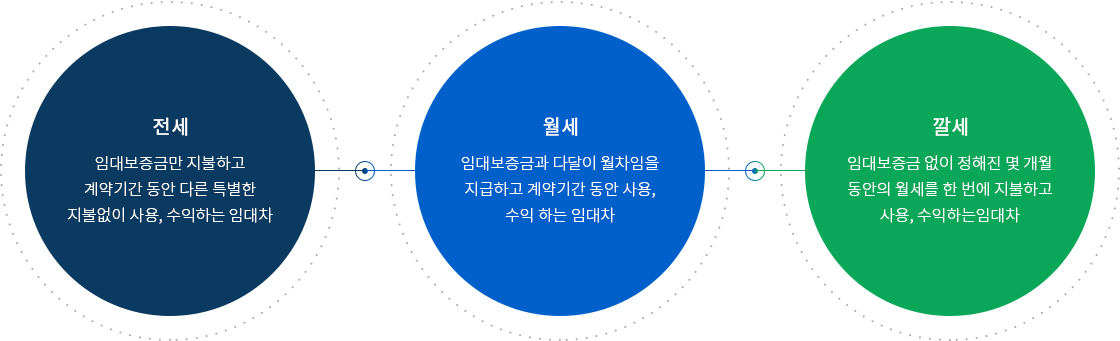 전세
임대보증금만 지불하고
계약기간 동안 다른 특별한
지불없이 사용, 수익하는 임대차
월세
임대보증금과 다달이 월차임을
지급하고 계약기간 동안 사용,
수익 하는 임대차
깔세
임대보증금 없이 정해진 몇 개월
동안의 월세를 한 번에 지불하고
사용, 수익하는임대차